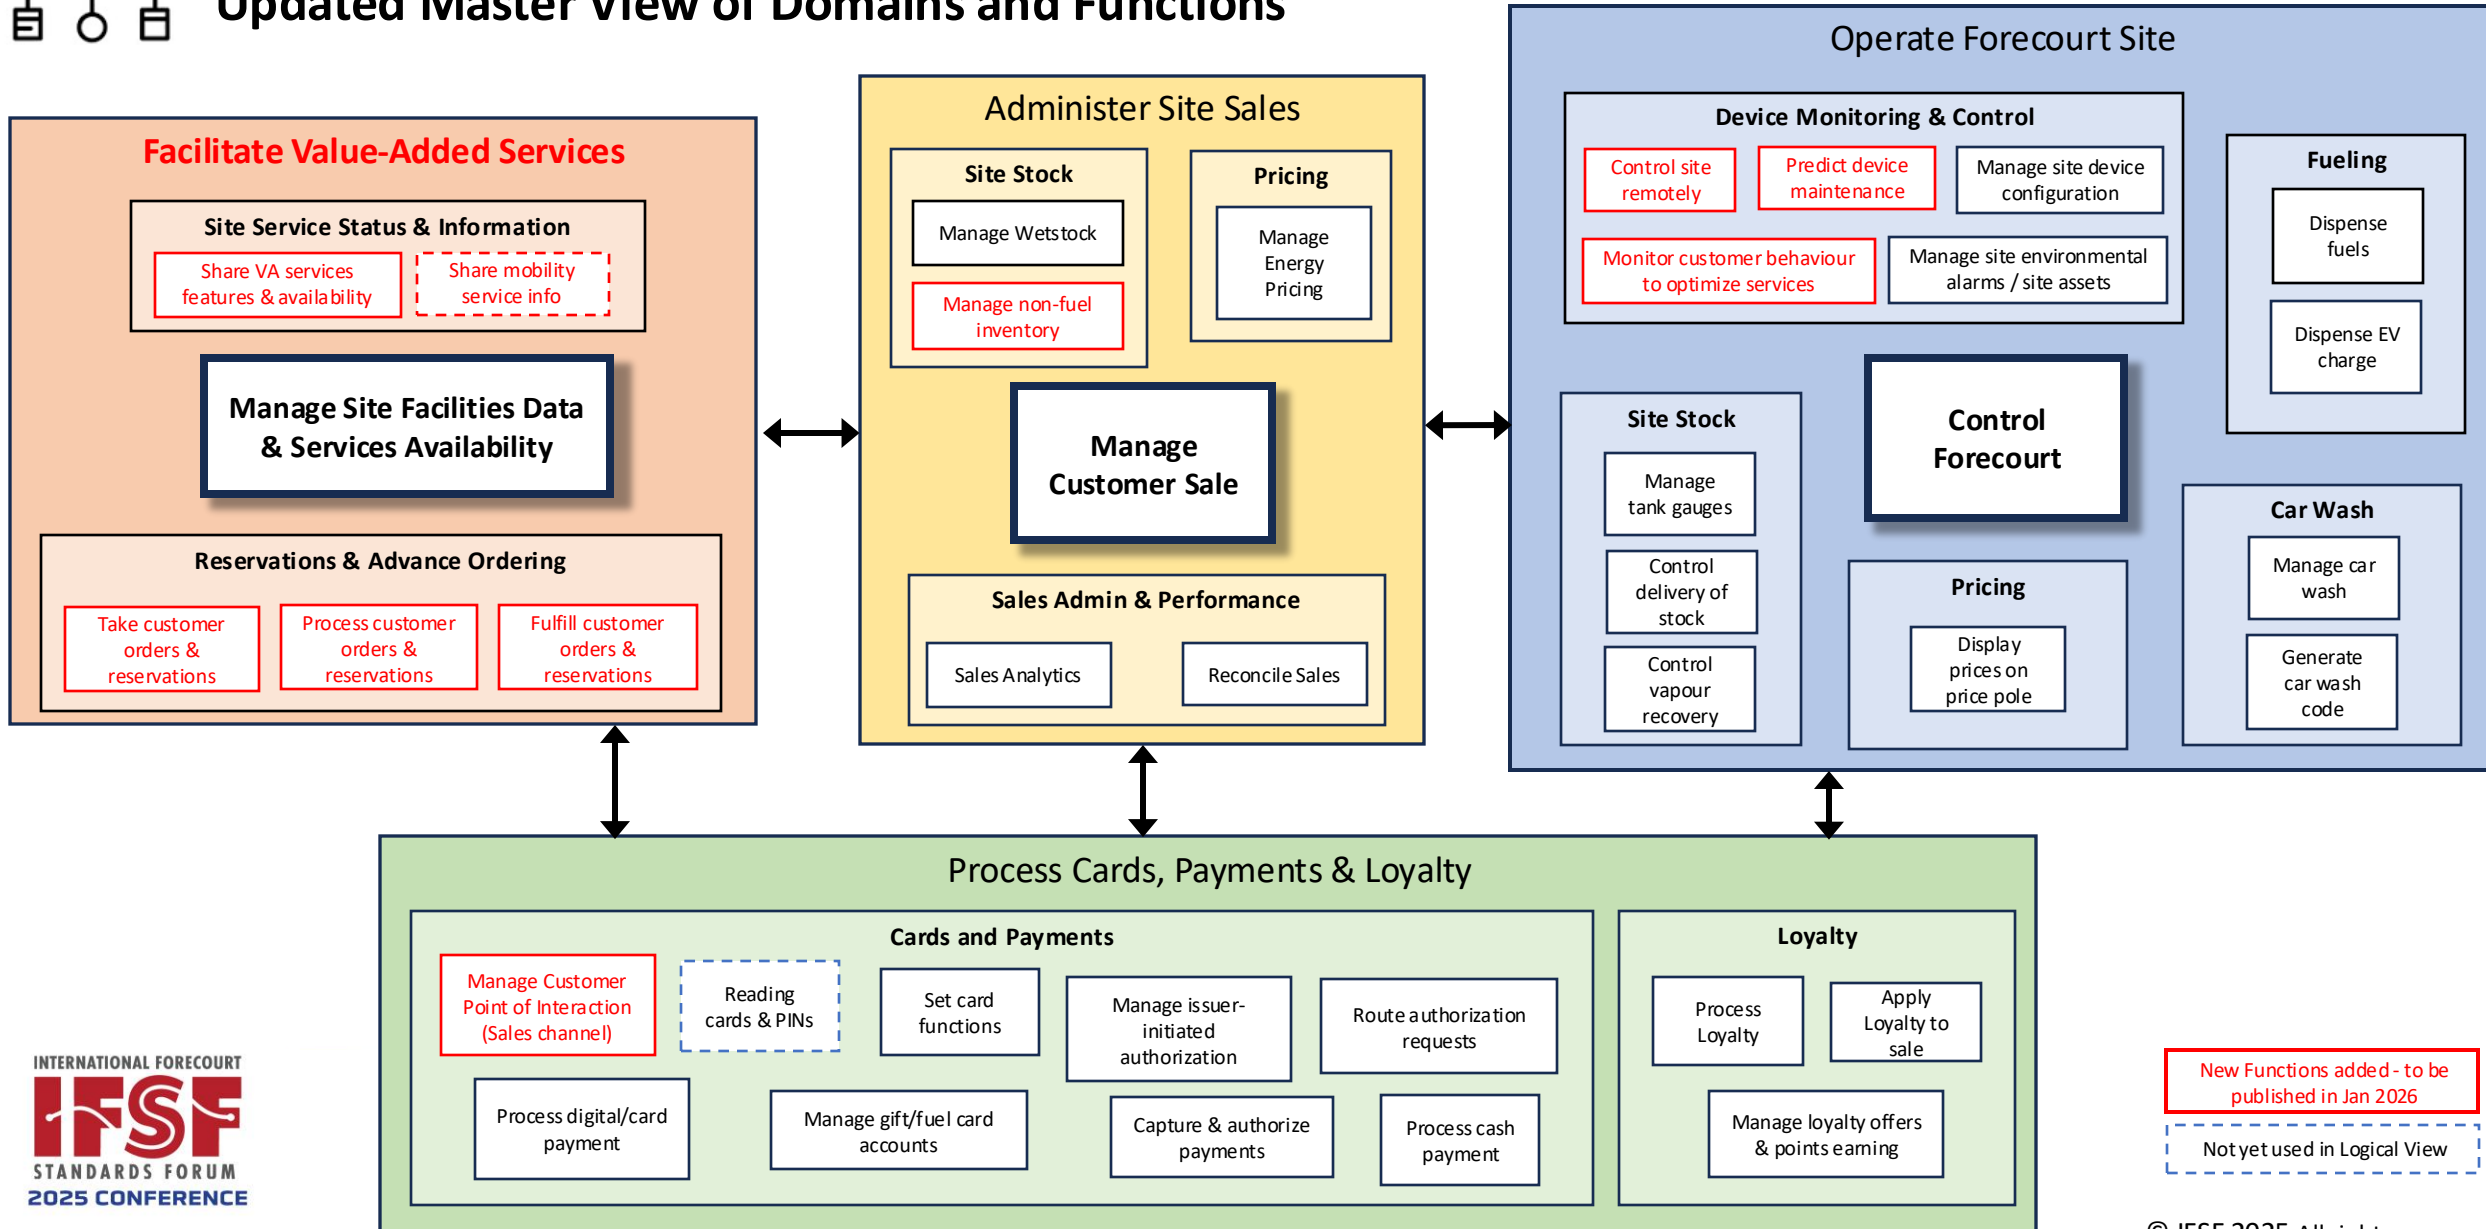 Updated Master View of Domains and Functions
Facilitate Value-Added Services
Site Service Status & Information
Share VA services
features & availability
Share mobility
service info
Manage Site Facilities Data
& Services Availability
Reservations & Advance Ordering
Take customer
orders &
reservations
Process customer
orders &
reservations
Fulfill customer
orders &
reservations
Administer Site Sales
Site Stock
Manage Wetstock
Manage non-fuel
inventory
Pricing
Manage
Energy
Pricing
Manage
Customer Sale
Sales Admin & Performance
Sales Analytics
Reconcile Sales
Operate Forecourt Site
Device Monitoring & Control
Control site
remotely
Predict device
maintenance
Manage site device
configuration
Monitor customer behaviour
to optimize services
Manage site environmental
alarms / site assets
Fueling
Dispense
fuels
Dispense EV
charge
Site Stock
Manage
tank gauges
Control
delivery of
stock
Control
vapour
recovery
Control
Forecourt
Pricing
Display
prices on
price pole
Car Wash
Manage car
wash
Generate
car wash
code
Process Cards, Payments & Loyalty
Cards and Payments
Manage Customer
Point of Interaction
(Sales channel)
Reading
cards & PINs
Set card
functions
Manage issuer-
initiated
authorization
Route authorization
requests
Process digital/card
payment
Manage gift/fuel card
accounts
Capture & authorize
payments
Process cash
payment
Loyalty
Process
Loyalty
Apply
Loyalty to
sale
Manage loyalty offers
& points earning
INTERNATIONAL FORECOURT
IFSF
STANDARDS FORUM
2025 CONFERENCE
New Functions added - to be
published in Jan 2026
Not yet used in Logical View
© IFSF 2025 All right